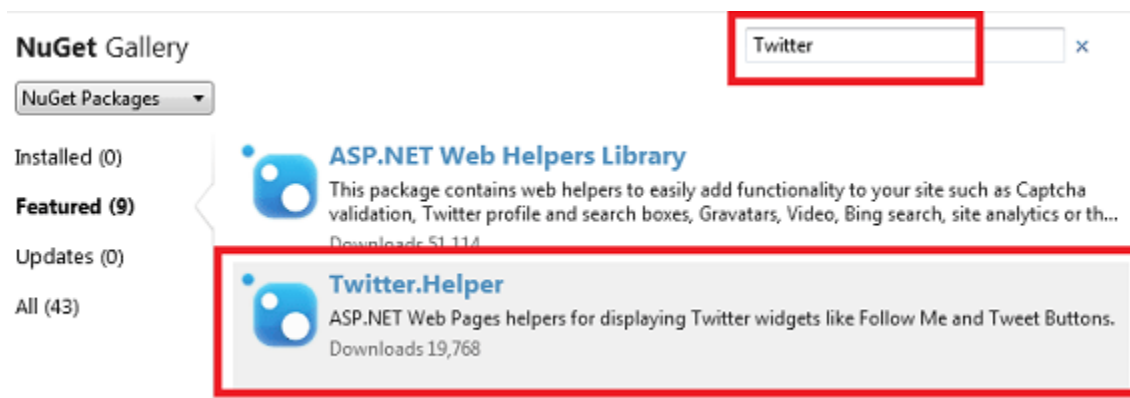 NuGet Gallery
Twitter
×
NuGet Packages
Installed (0)
Featured (9)
Updates (0)
All (43)
ASP.NET Web Helpers Library
This package contains web helpers to easily add functionality to your site such as Captcha
validation, Twitter profile and search boxes, Gravatars, Video, Bing search, site analytics or th...
Downloads 51,114
Twitter.Helper
ASP.NET Web Pages helpers for displaying Twitter widgets like Follow Me and Tweet Buttons.
Downloads 19,768